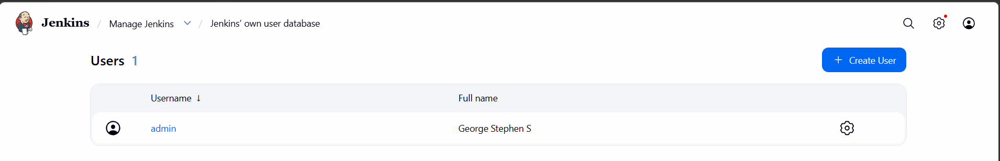 Jenkins / Manage Jenkins / Jenkins’ own user database
Users 1
+ Create User
Username ↓ Full name
admin George Stephen S